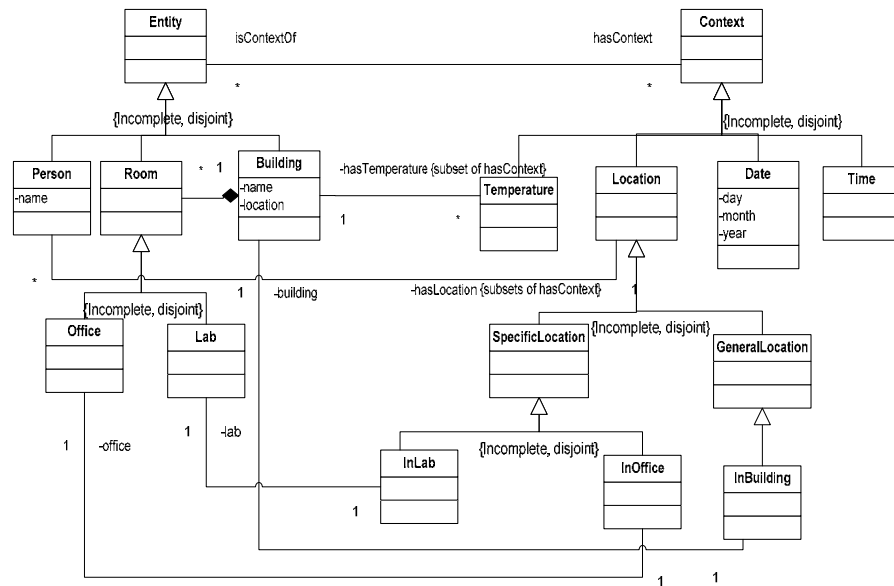 Entity
Context
isContextOf
hasContext
*
*
{Incomplete, disjoint}
{Incomplete, disjoint}
Person
-name
Room
*
1
Building
-name
-location
-hasTemperature {subset of hasContext}
1
*
Temperature
Location
Date
-day
-month
-year
Time
*
1
-building
-hasLocation {subsets of hasContext}
1
{Incomplete, disjoint}
Office
Lab
SpecificLocation
{Incomplete, disjoint}
GeneralLocation
1
-office
1
-lab
{Incomplete, disjoint}
InLab
InOffice
InBuilding
1
1
1